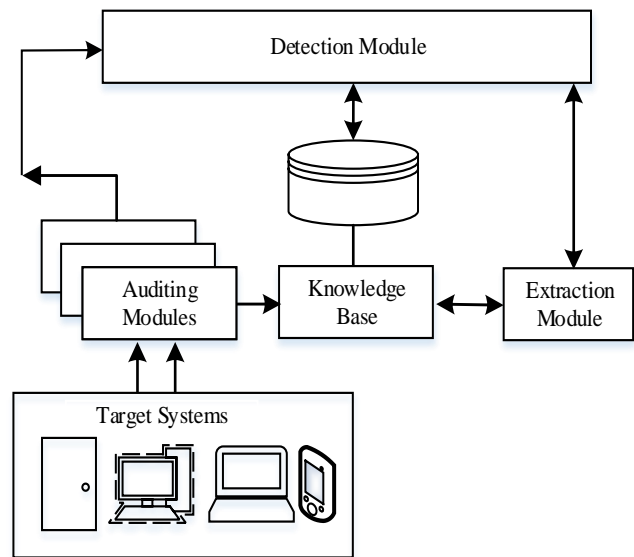 Detection Module
Auditing
Modules
Knowledge
Base
Extraction
Module
Target Systems